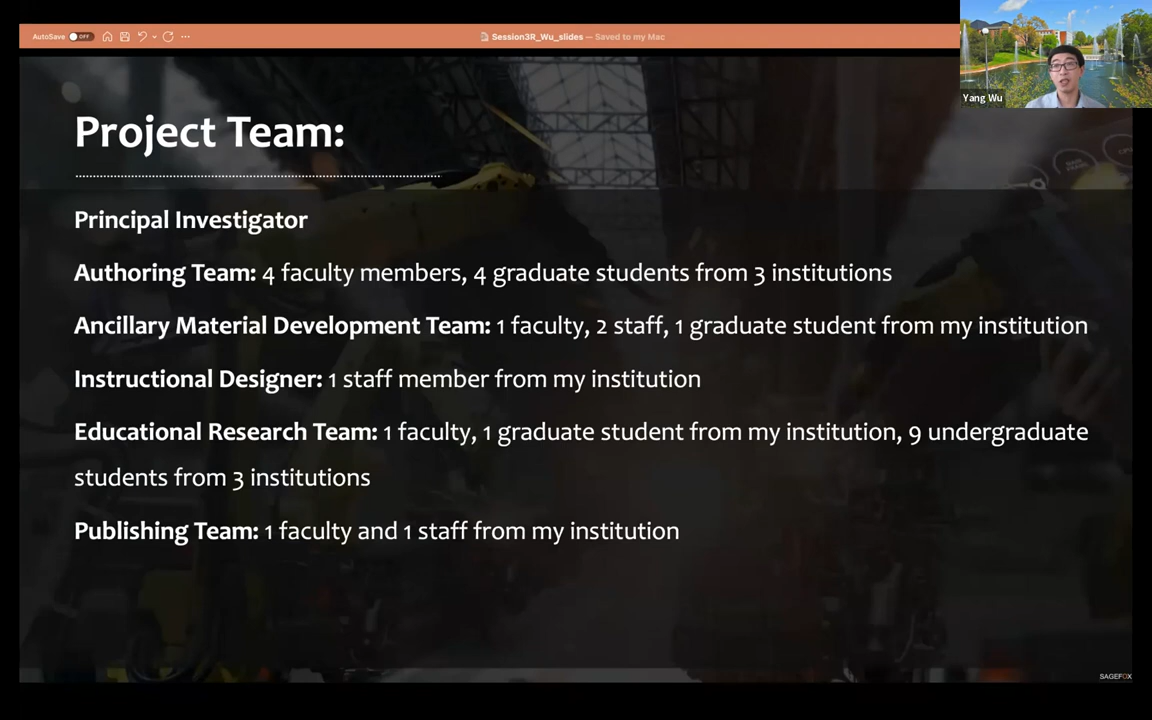 AutoSave OFF
Session3R_Wu_slides — Saved to my Mac
Yang Wu
Project Team:
Principal Investigator
Authoring Team: 4 faculty members, 4 graduate students from 3 institutions
Ancillary Material Development Team: 1 faculty, 2 staff, 1 graduate student from my institution
Instructional Designer: 1 staff member from my institution
Educational Research Team: 1 faculty, 1 graduate student from my institution, 9 undergraduate
students from 3 institutions
Publishing Team: 1 faculty and 1 staff from my institution
SAGEFOX